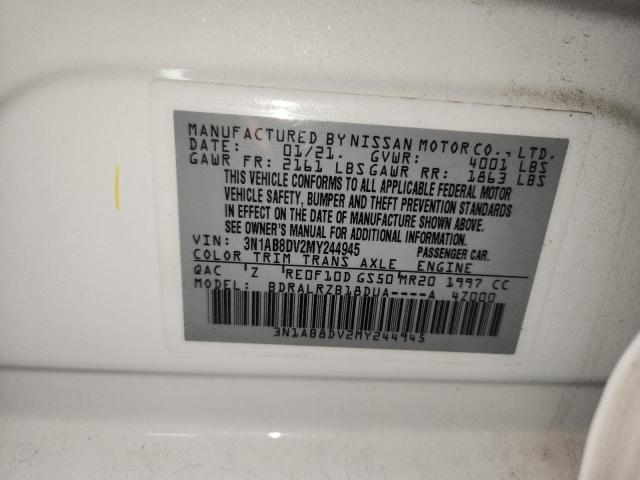 MANUFACTURED BY NISSAN MOTOR CO., LTD.
DATE: 01/21. GVWR: 4001 LBS
GAWR FR: 2161 LBS GAWR RR: 1863 LBS
THIS VEHICLE CONFORMS TO ALL APPLICABLE FEDERAL MOTOR
VEHICLE SAFETY, BUMPER AND THEFT PREVENTION STANDARDS
IN EFFECT ON THE DATE OF MANUFACTURE SHOWN ABOVE.
SEE OWNER'S MANUAL FOR ADDITIONAL INFORMATION.
VIN: 3N1AB8DV2MY244945 PASSENGER CAR.
COLOR TRIM TRANS AXLE ENGINE
QAC Z RE0F10D GS50 MR20 1997 CC
MODEL: BDRALRZB18DUA----A 4Z000
3N1AB8DV2MY244945